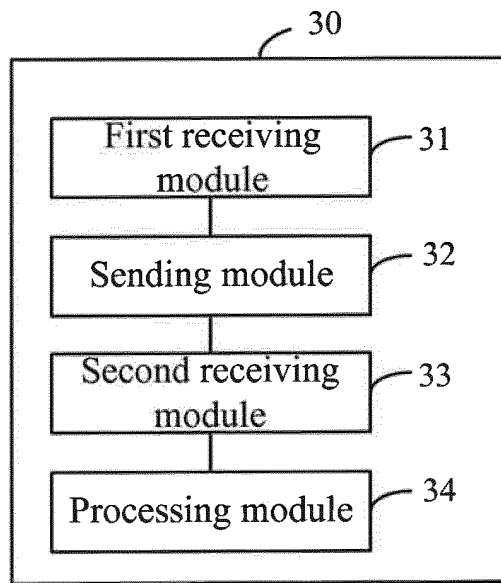 30
First receiving
module
31
Sending module
32
Second receiving
module
33
Processing module
34